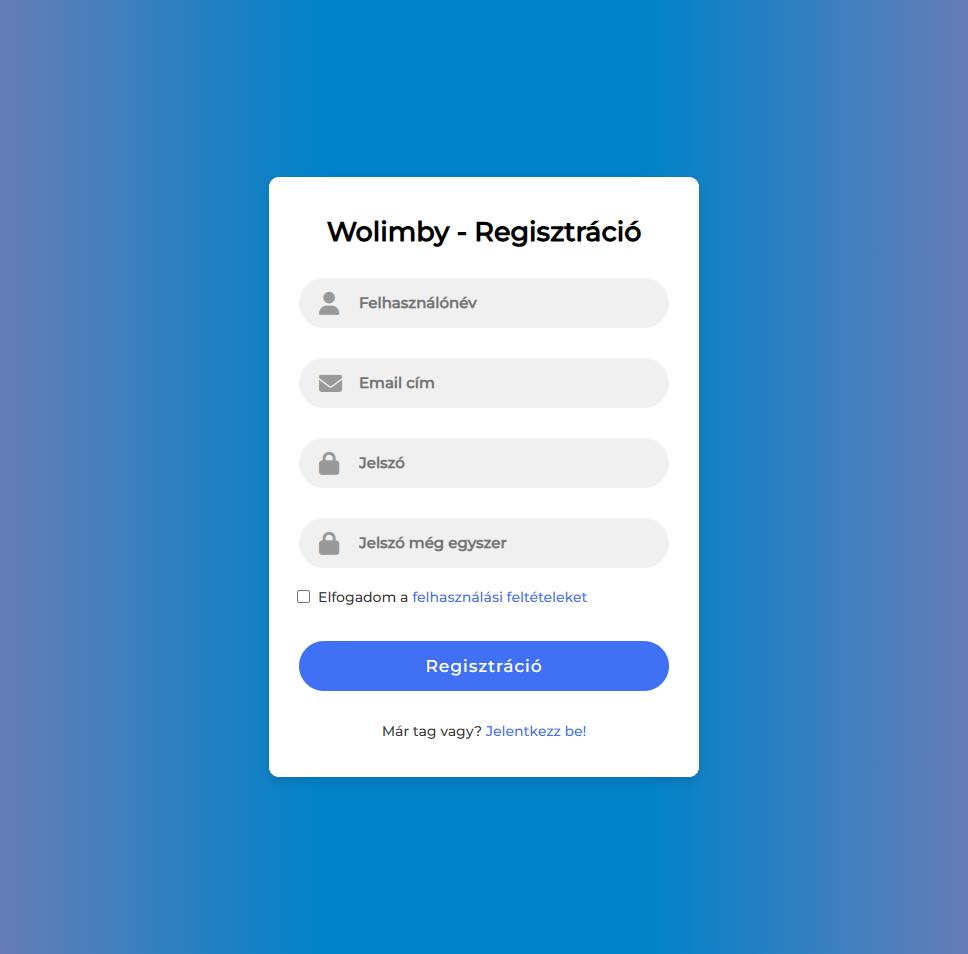 Wolimby - Regisztráció
Felhasználónév
Email cím
Jelszó
Jelszó még egyszer
Elfogadom a felhasználási feltételeket
Regisztráció
Már tag vagy? Jelentkezz be!